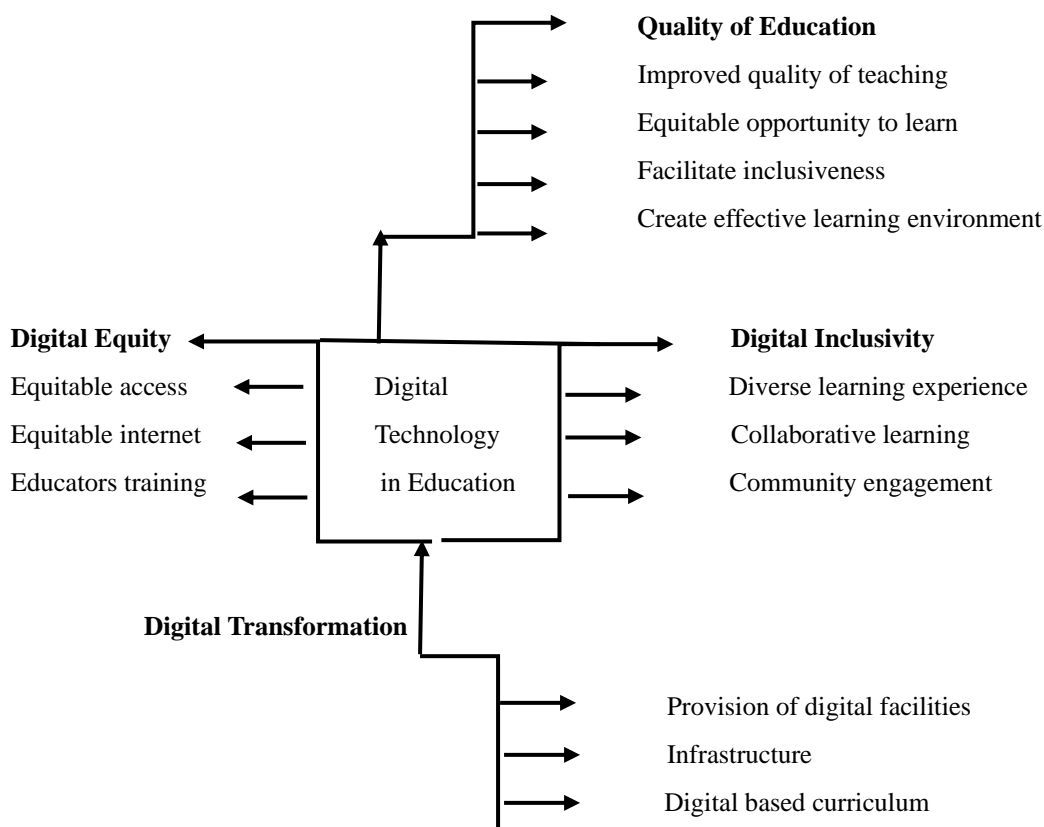 Quality of Education
Improved quality of teaching
Equitable opportunity to learn
Facilitate inclusiveness
Create effective learning environment
Digital Equity
Equitable access
Equitable internet
Educators training
Digital
Technology
in Education
Digital Inclusivity
Diverse learning experience
Collaborative learning
Community engagement
Digital Transformation
Provision of digital facilities
Infrastructure
Digital based curriculum